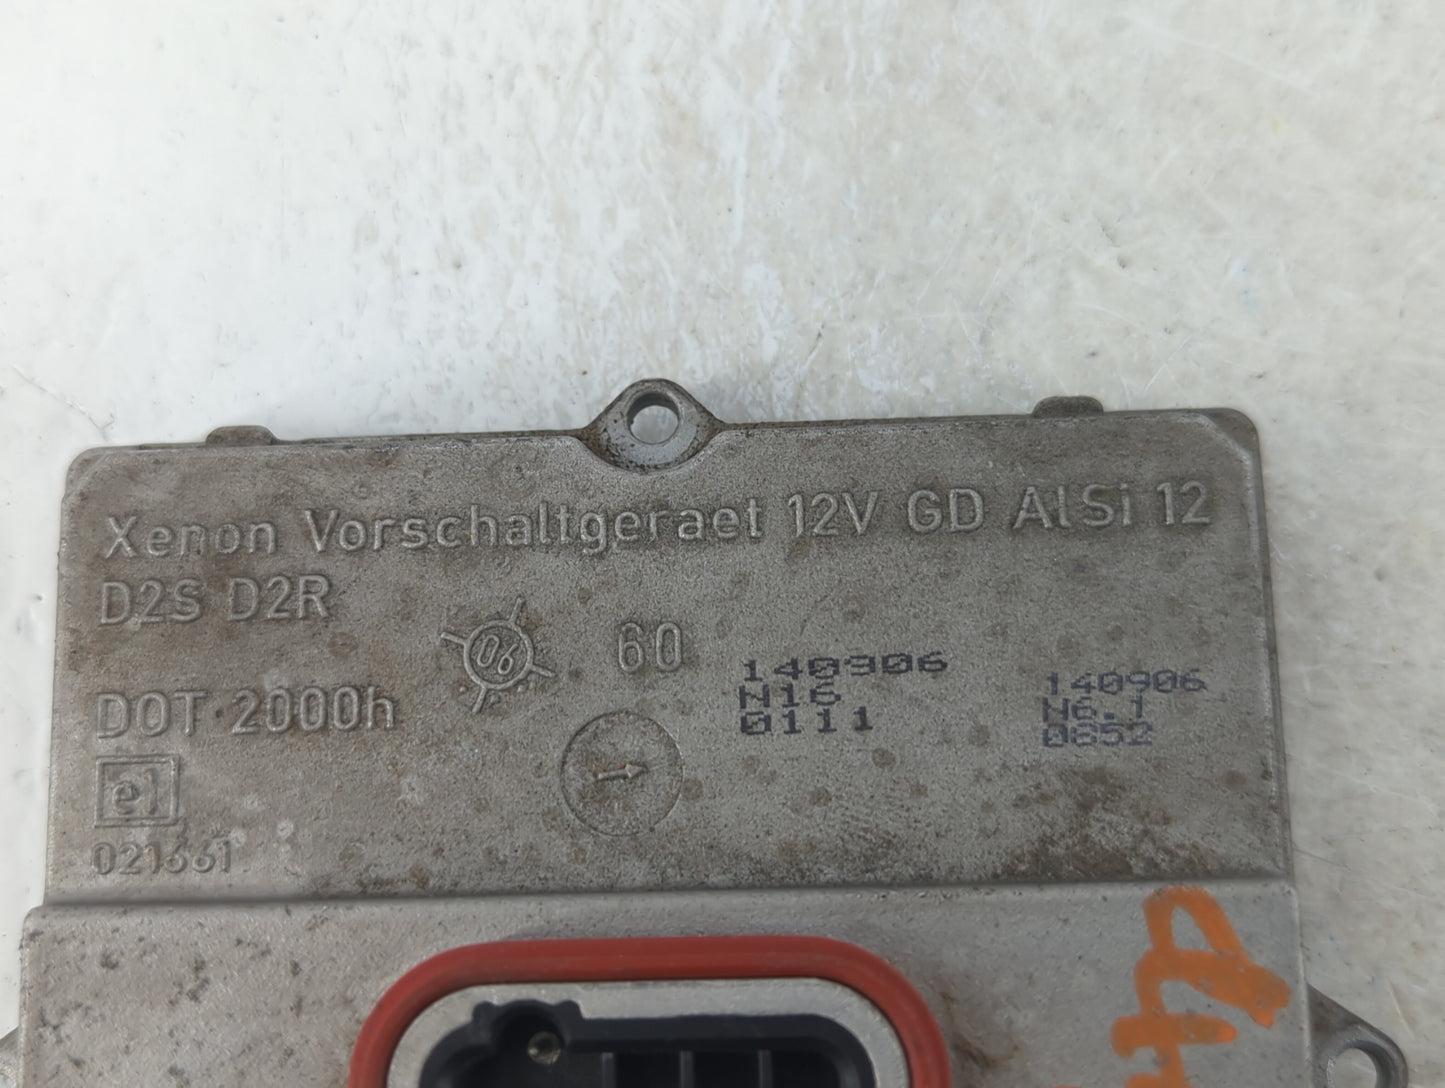 Xenon Vorschaltgeraet 12V GD AlSi 12
D2S D2R
06
60
140906
N16
0111
140906
N6.1
0652
DOT 2000h
e1
021661